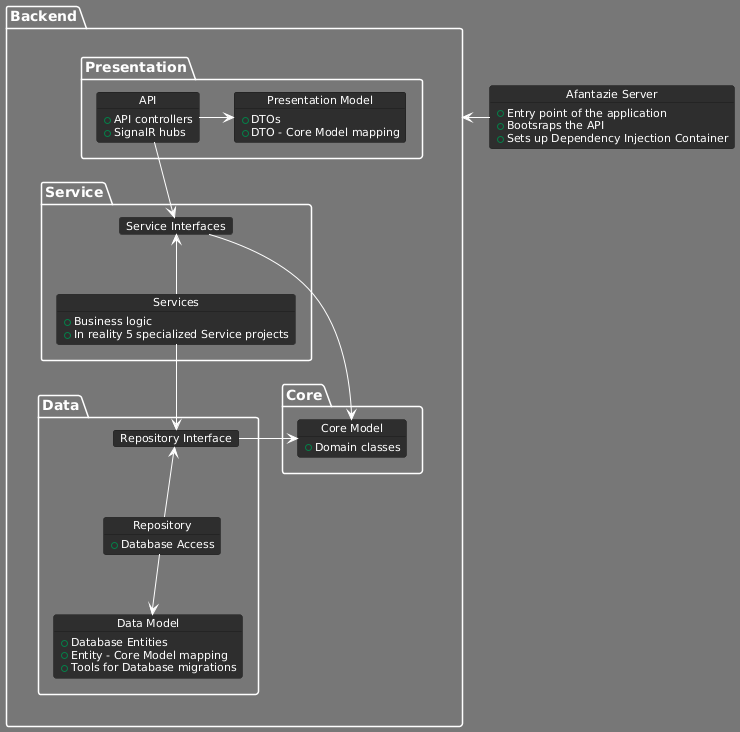 Backend
Presentation
API
API controllers
SignalR hubs
Presentation Model
DTOs
DTO - Core Model mapping
Afantazie Server
Entry point of the application
Bootsraps the API
Sets up Dependency Injection Container
Service
Service Interfaces
Services
Business logic
In reality 5 specialized Service projects
Data
Repository Interface
Core
Core Model
Domain classes
Repository
Database Access
Data Model
Database Entities
Entity - Core Model mapping
Tools for Database migrations